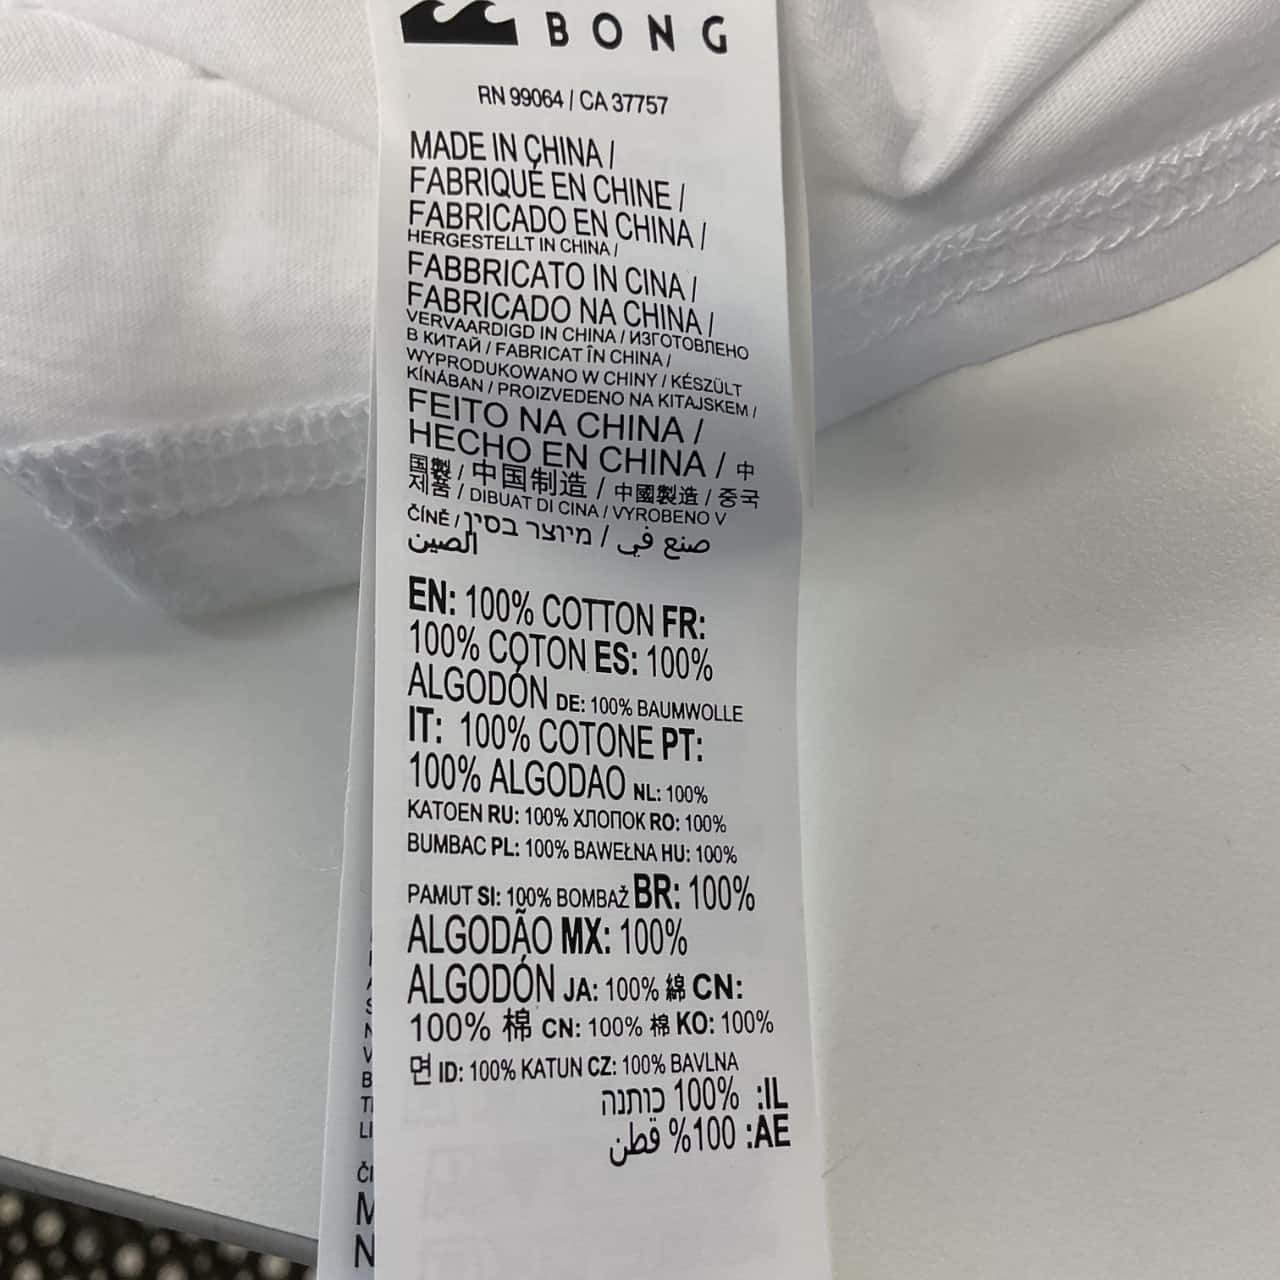 BONG
RN 99064 / CA 37757
MADE IN CHINA /
FABRIQUÉ EN CHINE /
FABRICADO EN CHINA /
HERGESTELLT IN CHINA /
FABBRICATO IN CINA /
FABRICADO NA CHINA /
VERVAARDIGD IN CHINA / ИЗГОТОВЛЕНО
В КИТАЙ / FABRICAT ÎN CHINA /
WYPRODUKOWANO W CHINY / KÉSZÜLT
KÍNÁBAN / PROIZVEDENO NA KITAJSKEM /
FEITO NA CHINA /
HECHO EN CHINA / 中
国製 / 中国制造 / 中國製造 / 중국
제품 / DIBUAT DI CINA / VYROBENO V
ČÍNĚ / מיוצר בסין / صنع في
الصين
EN: 100% COTTON FR:
100% COTON ES: 100%
ALGODÓN DE: 100% BAUMWOLLE
IT: 100% COTONE PT:
100% ALGODAO NL: 100%
KATOEN RU: 100% ХЛОПОК RO: 100%
BUMBAC PL: 100% BAWEŁNA HU: 100%
PAMUT SI: 100% BOMBAŽ BR: 100%
ALGODÃO MX: 100%
ALGODÓN JA: 100% 綿 CN:
100% 棉 CN: 100% 棉 KO: 100%
면 ID: 100% KATUN CZ: 100% BAVLNA
IL: 100% כותנה
AE: 100% قطن